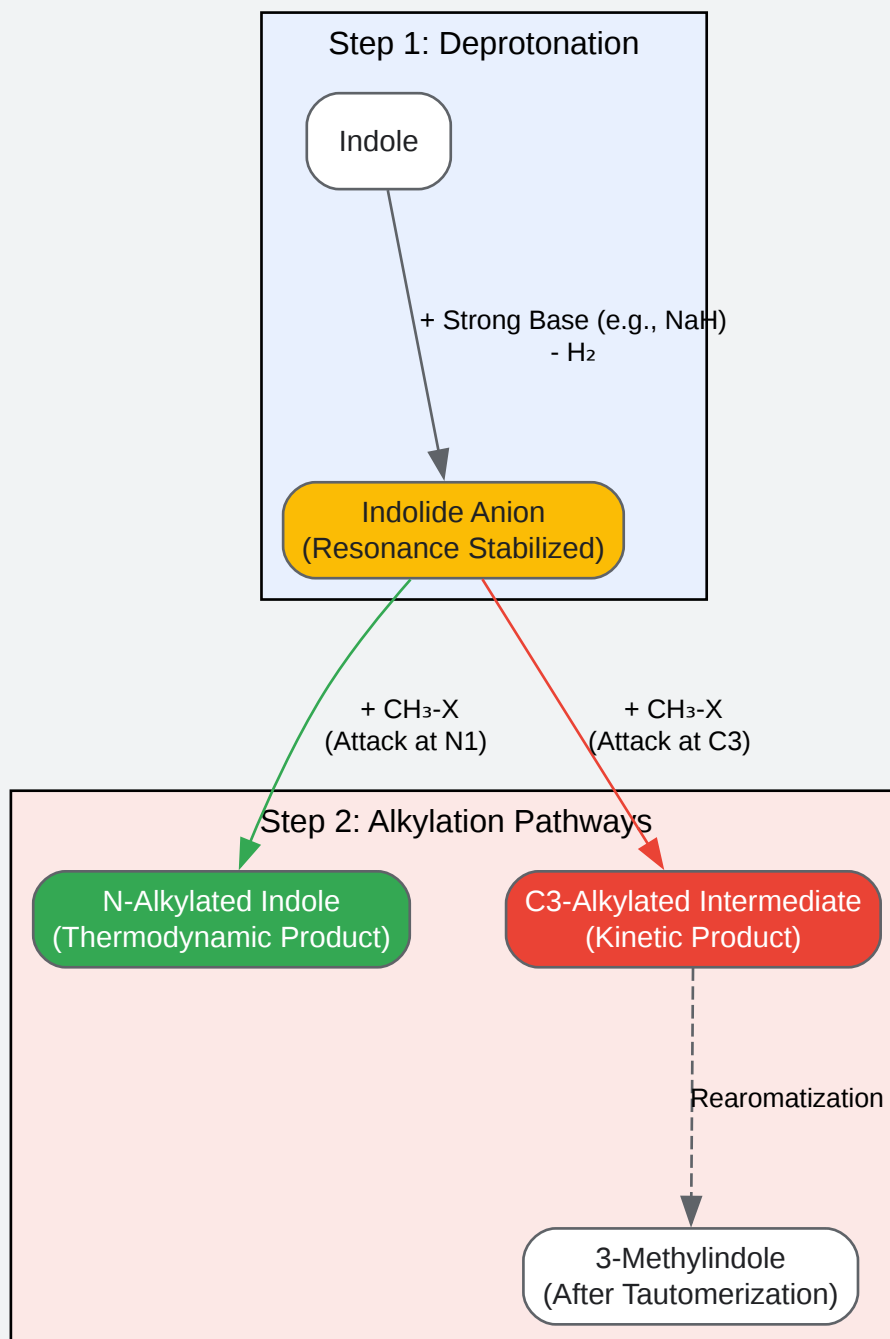 Step 1: Deprotonation
Indole
+ Strong Base (e.g., NaH)
- H₂
Indolide Anion
(Resonance Stabilized)
+ CH₃-X
(Attack at N1)
+ CH₃-X
(Attack at C3)
Step 2: Alkylation Pathways
N-Alkylated Indole
(Thermodynamic Product)
C3-Alkylated Intermediate
(Kinetic Product)
Rearomatization
3-Methylindole
(After Tautomerization)